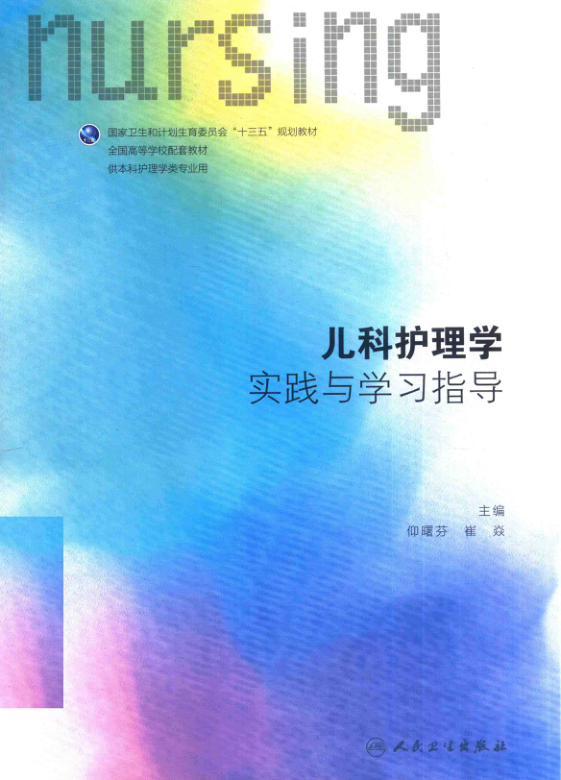 nursing
国家卫生和计划生育委员会“十三五”规划教材
全国高等学校配套教材
供本科护理学类专业用
儿科护理学
实践与学习指导
主编
仰曙芬 崔 焱
人民卫生出版社